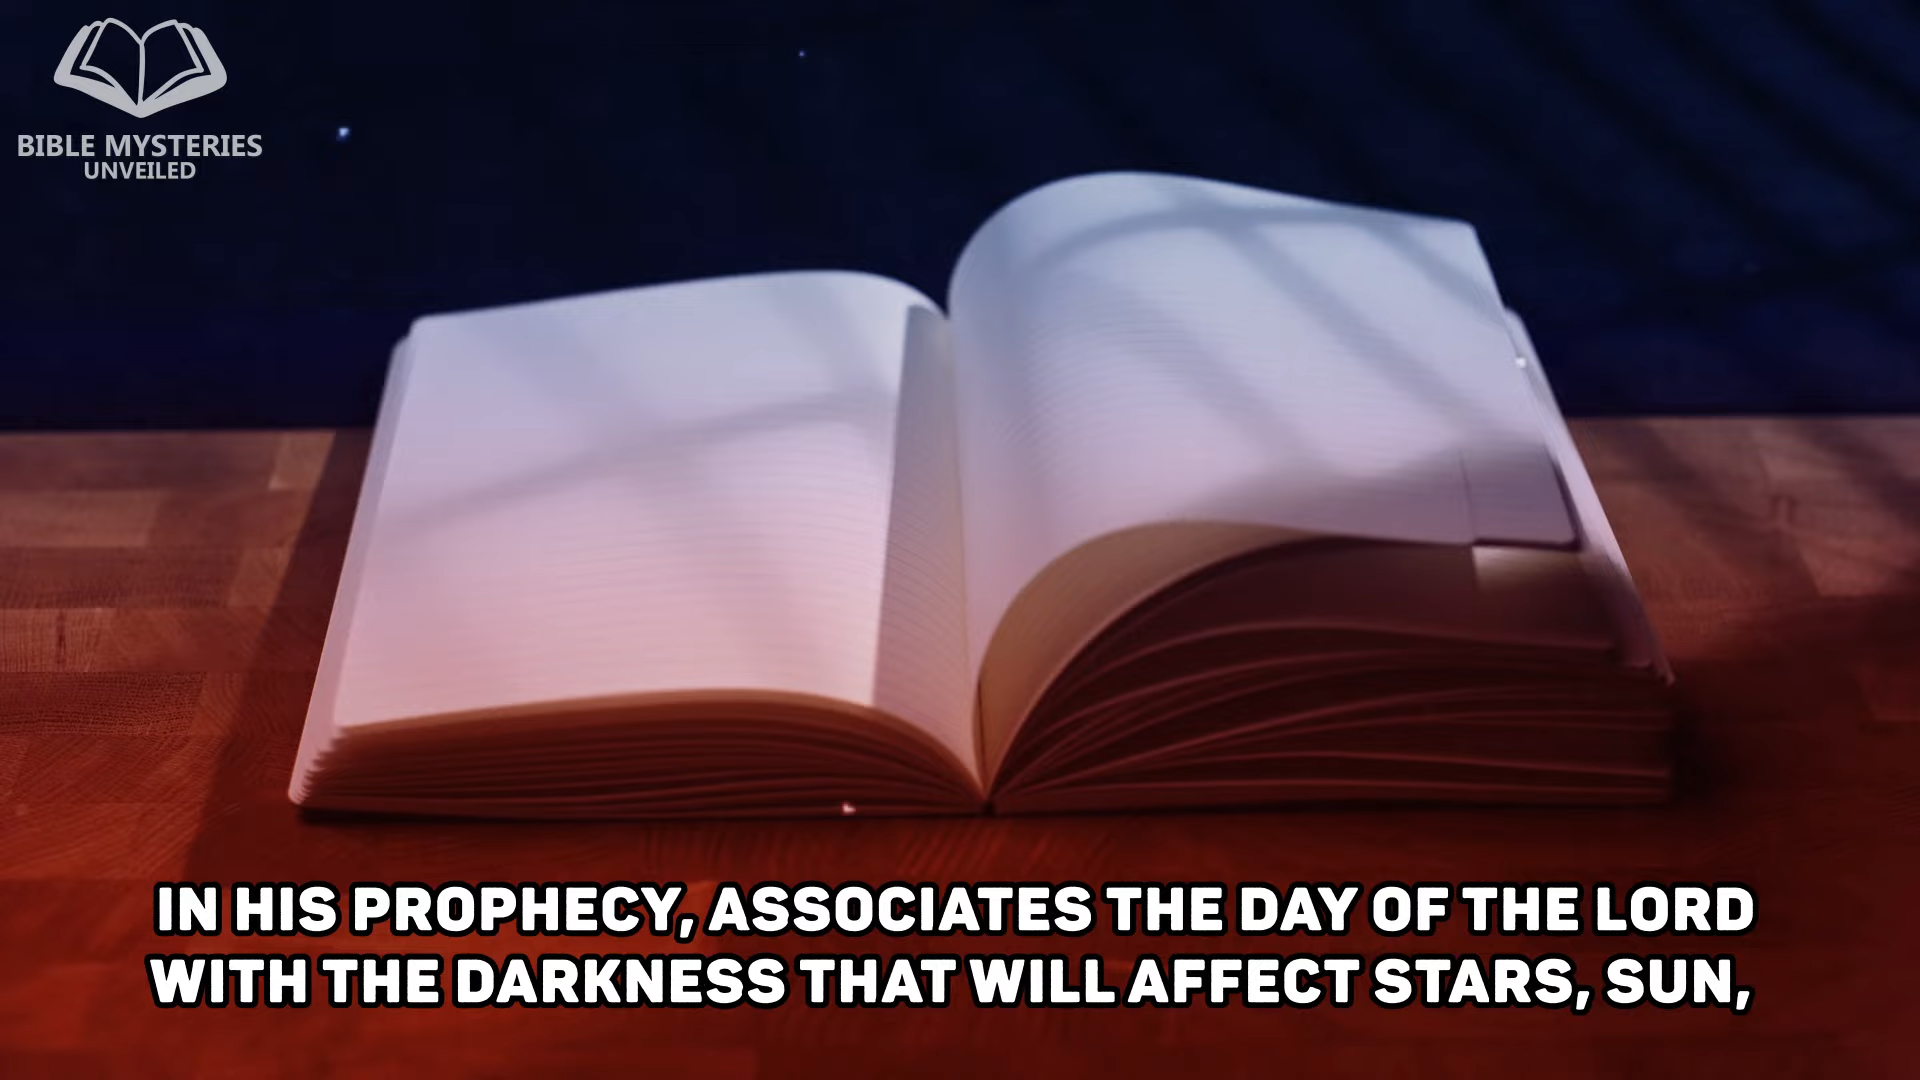 BIBLE MYSTERIES
UNVEILED
IN HIS PROPHECY, ASSOCIATES THE DAY OF THE LORD
WITH THE DARKNESS THAT WILL AFFECT STARS, SUN,